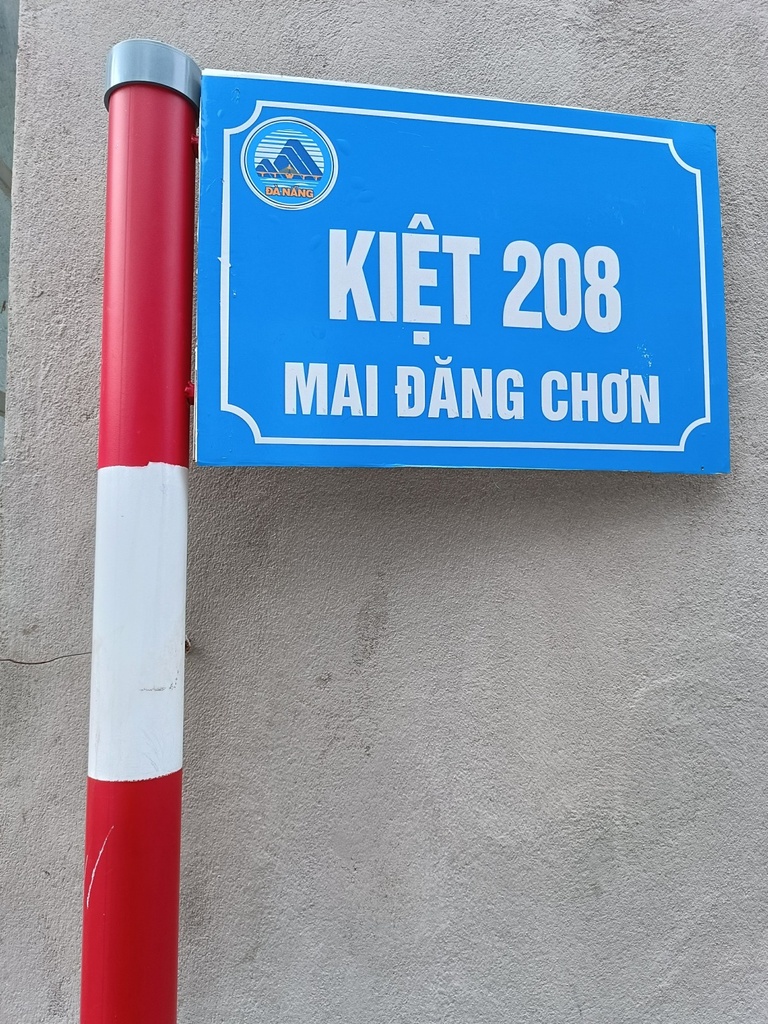 ĐÀ NẴNG
KIỆT 208
MAI ĐĂNG CHƠN